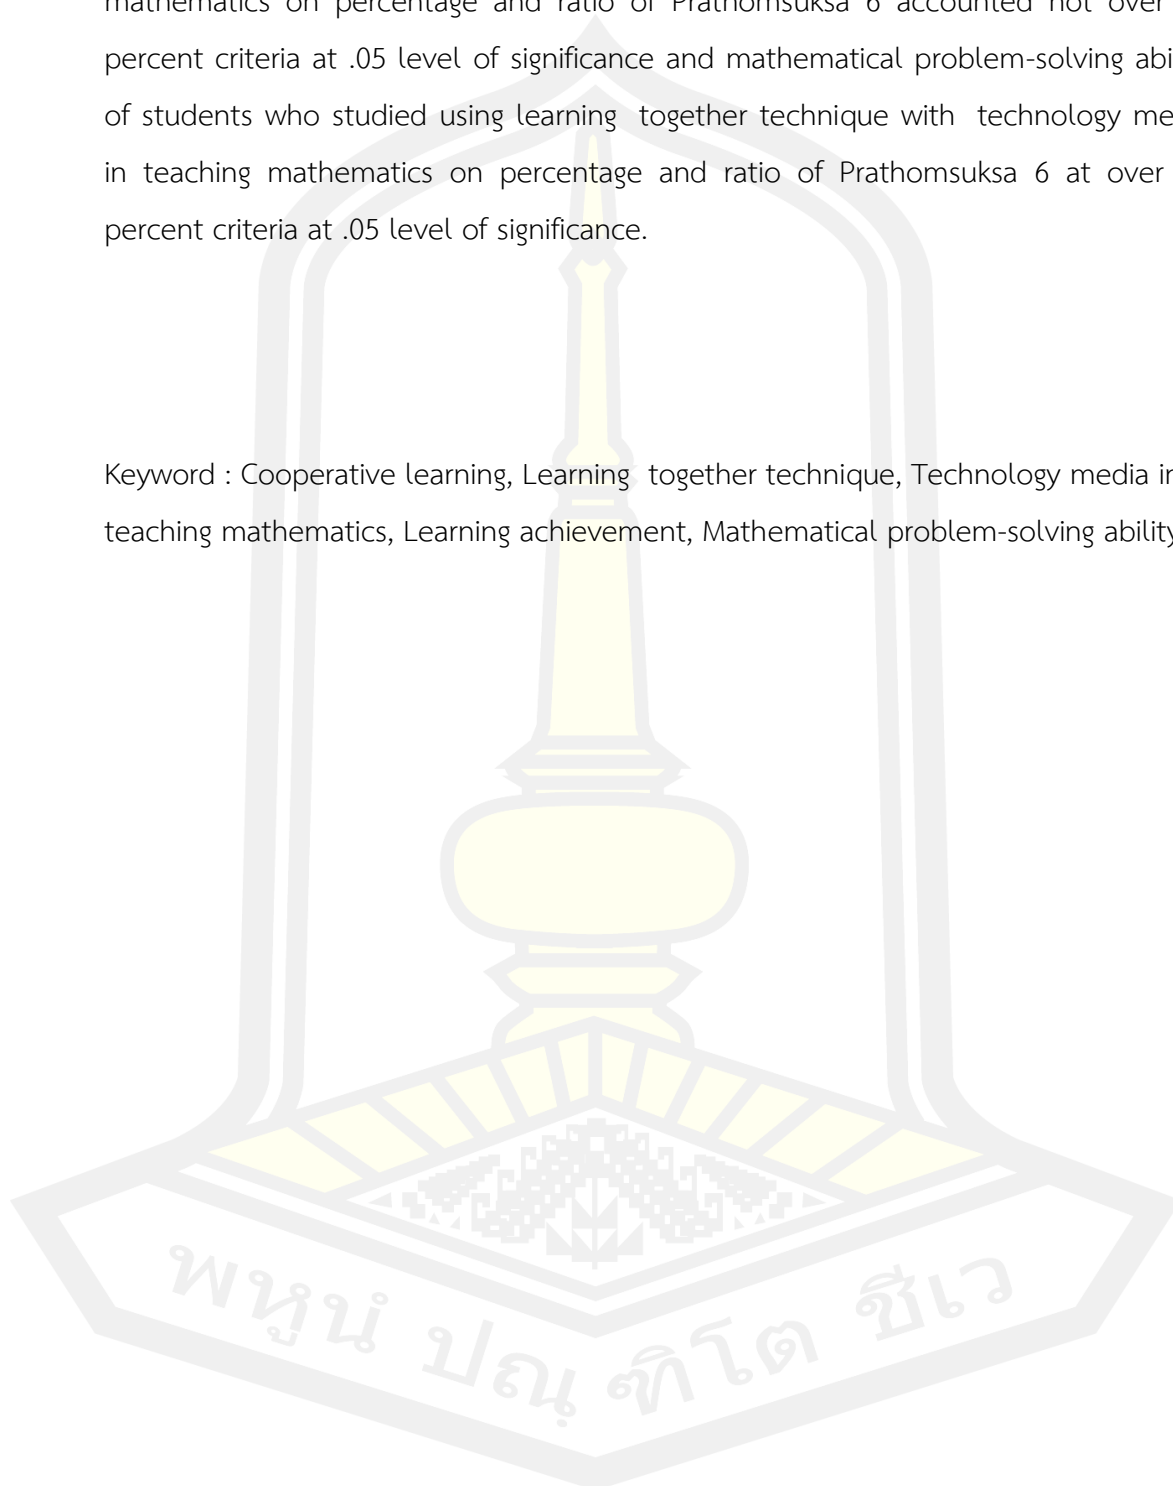 mathematics on percentage and ratio of Prathomsuksa 6 accounted not over
percent criteria at .05 level of significance and mathematical problem-solving
of students who studied using learning together technique with technology
in teaching mathematics on percentage and ratio of Prathomsuksa 6 at over
percent criteria at .05 level of significance.
Keyword : Cooperative learning, Learning together technique, Technology media in
teaching mathematics, Learning achievement, Mathematical problem-solving ability
พหูนํ ปณฺฑิโต ชีเว